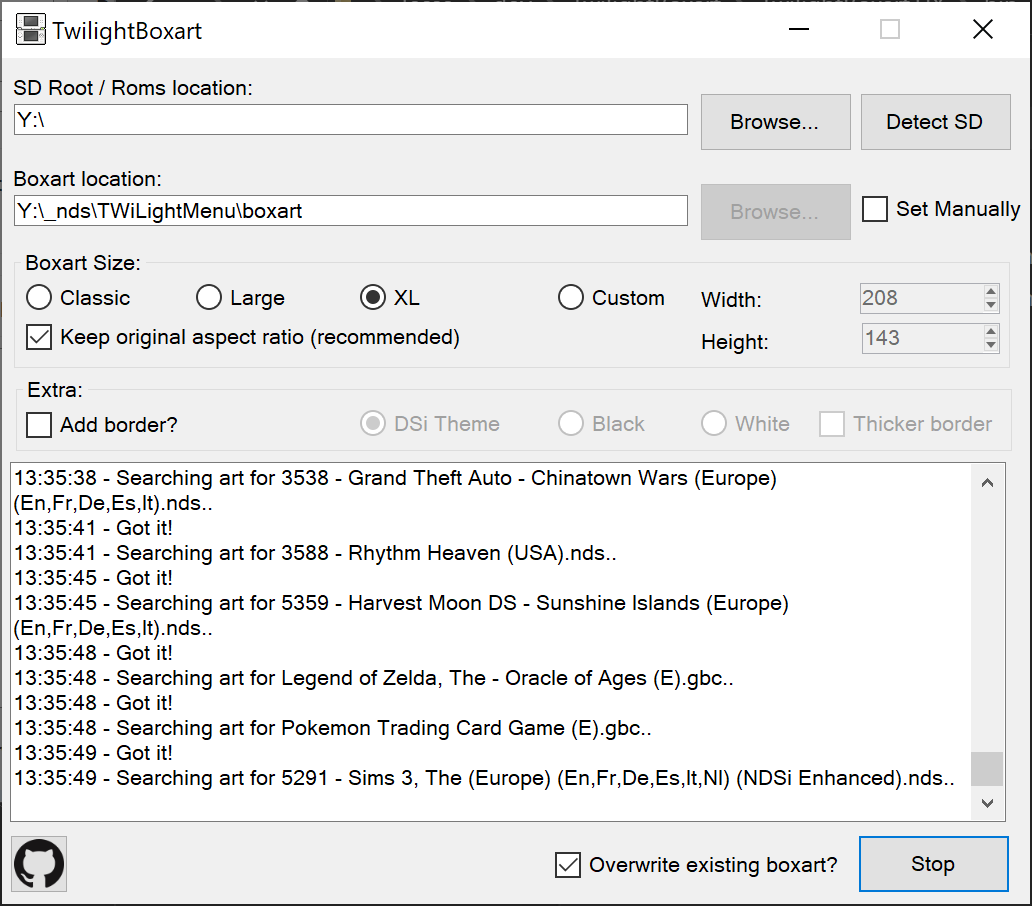 TwilightBoxart
SD Root / Roms location:
Y:\
Browse...
Detect SD
Boxart location:
Y:\_nds\TWiLightMenu\boxart
Browse...
Set Manually
Boxart Size:
Classic
Large
XL
Custom
Width:
208
Keep original aspect ratio (recommended)
Height:
143
Extra:
Add border?
DSi Theme
Black
White
Thicker border
13:35:38 - Searching art for 3538 - Grand Theft Auto - Chinatown Wars (Europe)
(En,Fr,De,Es,It).nds..
13:35:41 - Got it!
13:35:41 - Searching art for 3588 - Rhythm Heaven (USA).nds..
13:35:45 - Got it!
13:35:45 - Searching art for 5359 - Harvest Moon DS - Sunshine Islands (Europe)
(En,Fr,De,Es,It).nds..
13:35:48 - Got it!
13:35:48 - Searching art for Legend of Zelda, The - Oracle of Ages (E).gbc..
13:35:48 - Got it!
13:35:48 - Searching art for Pokemon Trading Card Game (E).gbc..
13:35:49 - Got it!
13:35:49 - Searching art for 5291 - Sims 3, The (Europe) (En,Fr,De,Es,It,Nl) (NDSi Enhanced).nds..
Overwrite existing boxart?
Stop